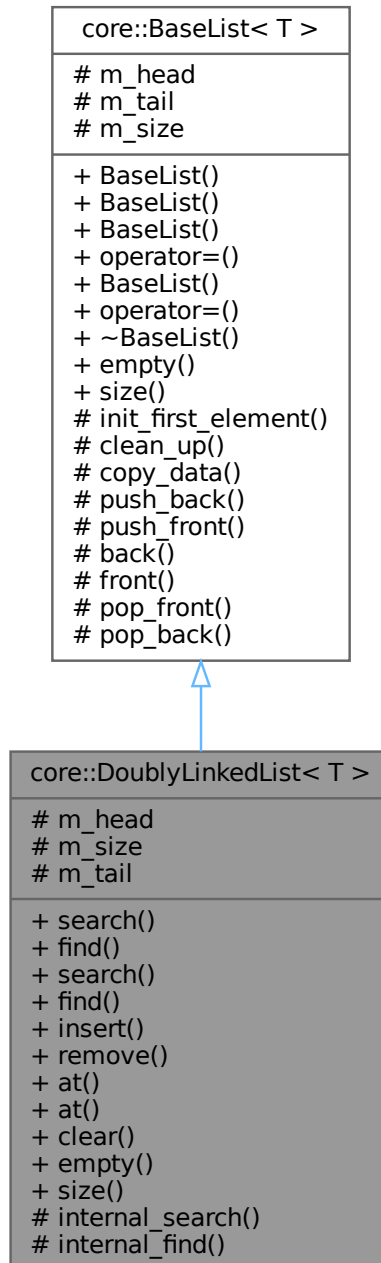 core::BaseList< T >
# m_head
# m_tail
# m_size
+ BaseList()
+ BaseList()
+ BaseList()
+ operator=()
+ BaseList()
+ operator=()
+ ~BaseList()
+ empty()
+ size()
# init_first_element()
# clean_up()
# copy_data()
# push_back()
# push_front()
# back()
# front()
# pop_front()
# pop_back()
core::DoublyLinkedList< T >
# m_head
# m_size
# m_tail
+ search()
+ find()
+ search()
+ find()
+ insert()
+ remove()
+ at()
+ at()
+ clear()
+ empty()
+ size()
# internal_search()
# internal_find()